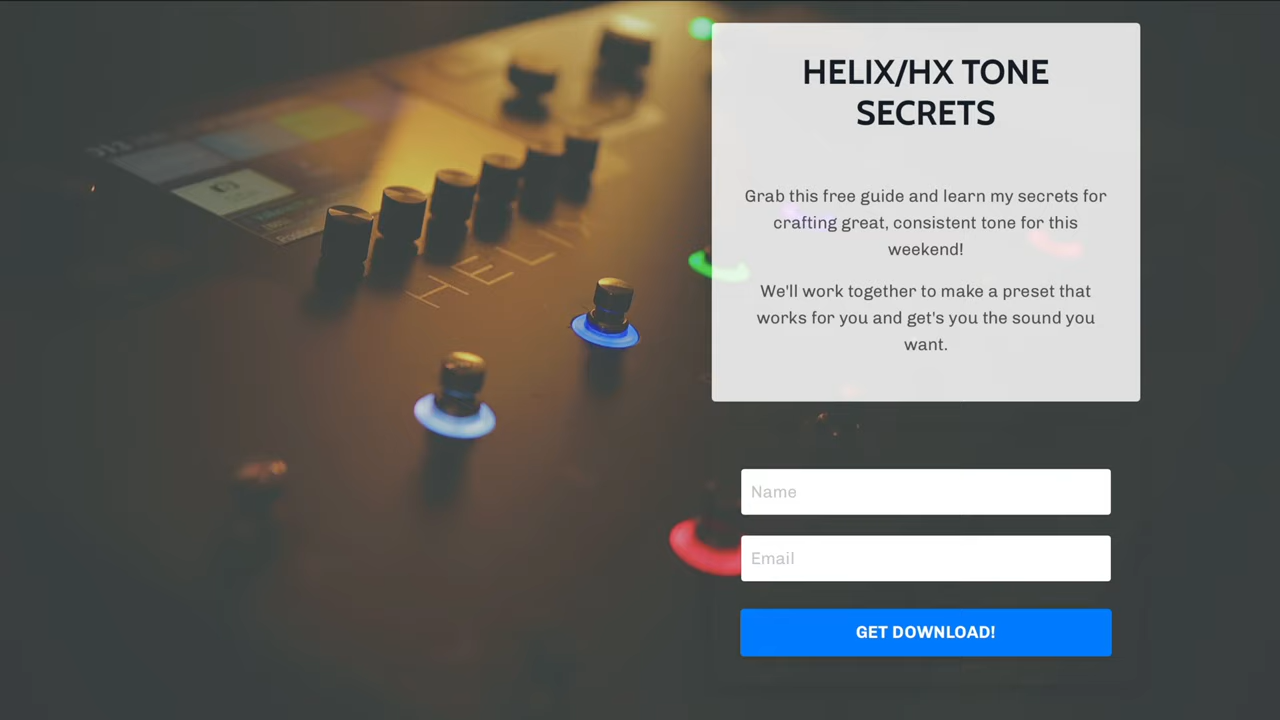 HELIX/HX TONE
SECRETS
Grab this free guide and learn my secrets for
crafting great, consistent tone for this
weekend!
We'll work together to make a preset that
works for you and get's you the sound you
want.
HELI
Name
Email
GET DOWNLOAD!